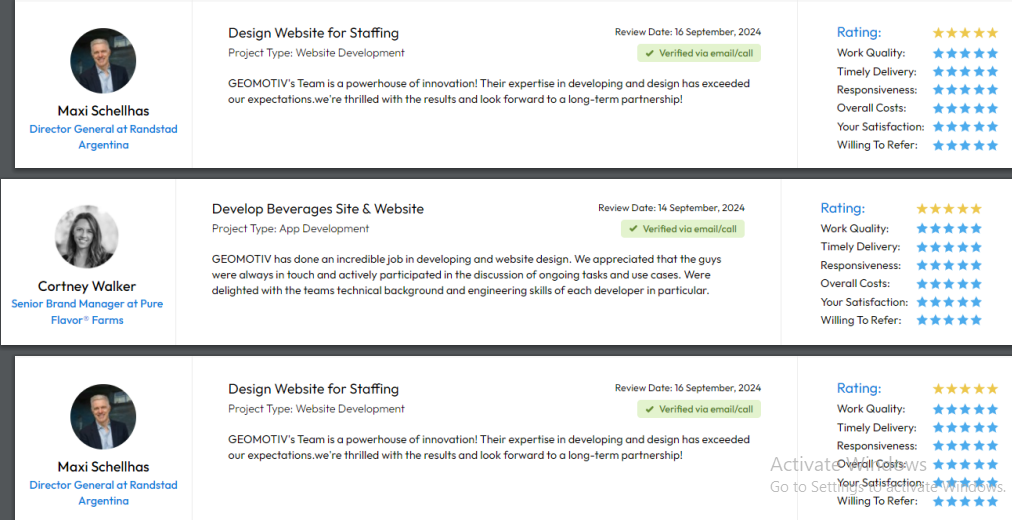 Design Website for Staffing
Review Date: 16 September, 2024
Rating:
Project Type: Website Development
✔ Verified via email/call
Work Quality:
Timely Delivery:
GEOMOTIV's Team is a powerhouse of innovation! Their expertise in developing and design has exceeded
our expectations.we're thrilled with the results and look forward to a long-term partnership!
Responsiveness:
Overall Costs:
Your Satisfaction:
Willing To Refer:
Maxi Schellhas
Director General at Randstad
Argentina
Develop Beverages Site & Website
Review Date: 14 September, 2024
Rating:
Project Type: App Development
✔ Verified via email/call
Work Quality:
Timely Delivery:
GEOMOTIV has done an incredible job in developing and website design. We appreciated that the guys
were always in touch and actively participated in the discussion of ongoing tasks and use cases. Were
delighted with the teams technical background and engineering skills of each developer in particular.
Responsiveness:
Overall Costs:
Your Satisfaction:
Willing To Refer:
Cortney Walker
Senior Brand Manager at Pure
Flavor® Farms
Design Website for Staffing
Review Date: 16 September, 2024
Rating:
Project Type: Website Development
✔ Verified via email/call
Work Quality:
Timely Delivery:
GEOMOTIV's Team is a powerhouse of innovation! Their expertise in developing and design has exceeded
our expectations.we're thrilled with the results and look forward to a long-term partnership!
Responsiveness:
Overall Costs:
Your Satisfaction:
Willing To Refer:
Maxi Schellhas
Director General at Randstad
Argentina
Activate Windows
Go to Settings to activate Windows.